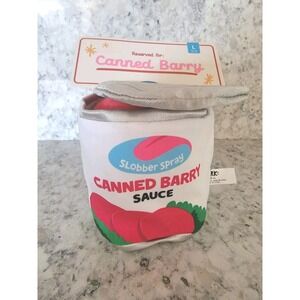 Reserved for:
Canned Barry
L
SLobber Spray
CANNED BARRY
SAUCE